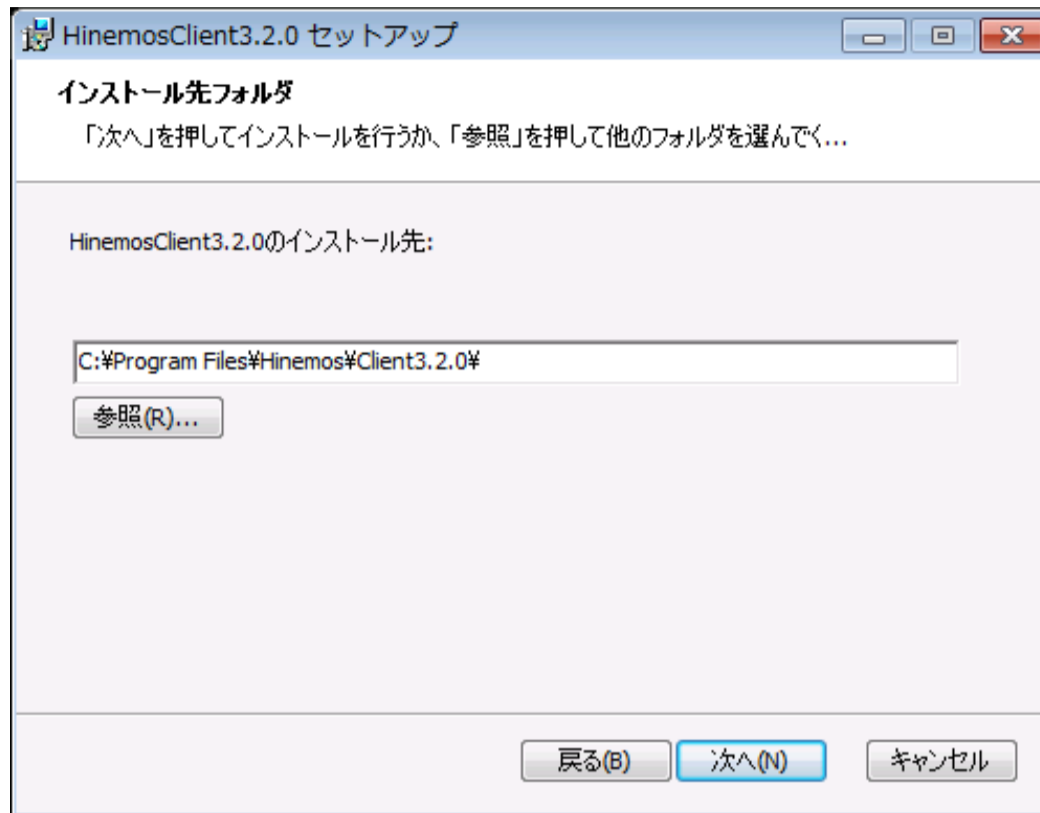 HinemosClient3.2.0 セットアップ
インストール先フォルダ
「次へ」を押してインストールを行うか、「参照」を押して他のフォルダを選んでく...
HinemosClient3.2.0のインストール先:
C:¥Program Files¥Hinemos¥Client3.2.0¥
参照(R)...
戻る(B)
次へ(N)
キャンセル